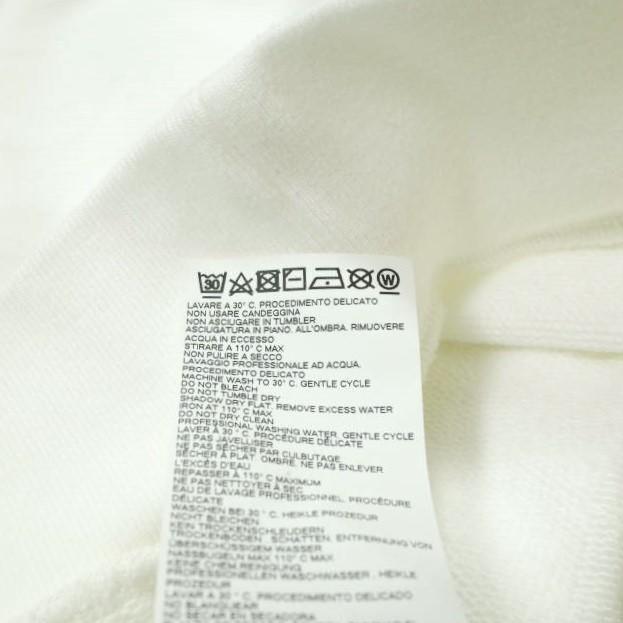 30 W
LAVARE A 30° C. PROCEDIMENTO DELICATO
NON USARE CANDEGGINA
NON ASCIUGARE IN TUMBLER
ASCIUGATURA IN PIANO. ALL'OMBRA. RIMUOVERE
ACQUA IN ECCESSO
STIRARE A 110° C MAX
NON PULIRE A SECCO
LAVAGGIO PROFESSIONALE AD ACQUA.
PROCEDIMENTO DELICATO
MACHINE WASH TO 30° C. GENTLE CYCLE
DO NOT BLEACH
DO NOT TUMBLE DRY
SHADOW DRY FLAT. REMOVE EXCESS WATER
IRON AT 110° C MAX
DO NOT DRY CLEAN
PROFESSIONAL WASHING WATER. GENTLE CYCLE
LAVER À 30 ° C. PROCÉDURE DÉLICATE
NE PAS JAVELLISER
NE PAS SÉCHER PAR CULBUTAGE
SÉCHER À PLAT. OMBRE. NE PAS ENLEVER
L'EXCÈS D'EAU
REPASSER À 110° C MAXIMUM
NE PAS NETTOYER À SEC
EAU DE LAVAGE PROFESSIONNEL. PROCÉDURE
DÉLICATE
WASCHEN BEI 30 ° C. HEIKLE PROZEDUR
NICHT BLEICHEN
KEIN TROCKENSCHLEUDERN
TROCKENBODEN. SCHATTEN. ENTFERNUNG VON
ÜBERSCHÜSSIGEM WASSER
NASSBÜGELN MAX 110° C MAX
KEINE CHEM REINIGUNG
PROFESSIONELLEN WASCHWASSER. HEIKLE
PROZEDUR
LAVAR A 30° C. PROCEDIMIENTO DELICADO
NO BLANQUEAR
NO SECAR EN SECADORA